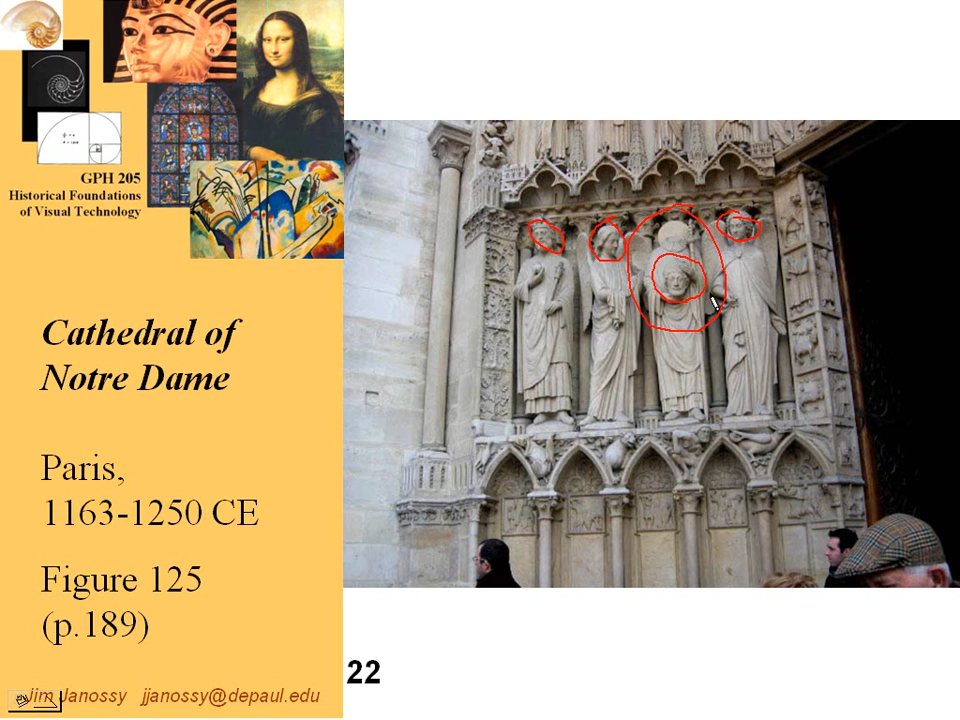 GPH 205
Historical Foundations
of Visual Technology
Cathedral of
Notre Dame
Paris,
1163-1250 CE
Figure 125
(p.189)
22
Jim Janossy jjanossy@depaul.edu